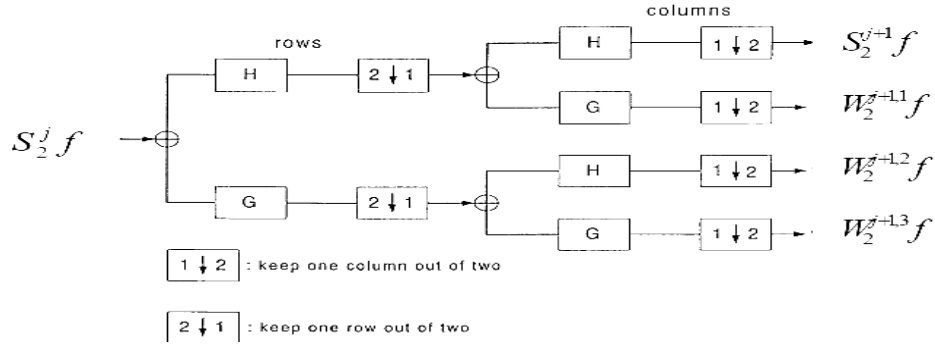 columns
rows
H 1 ↓ 2 S_2^{j+1} f
H 2 ↓ 1
G 1 ↓ 2 W_2^{j+1,1} f
S_2^j f
H 1 ↓ 2 W_2^{j+1,2} f
G 2 ↓ 1
G 1 ↓ 2 W_2^{j+1,3} f
1 ↓ 2 : keep one column out of two
2 ↓ 1 : keep one row out of two